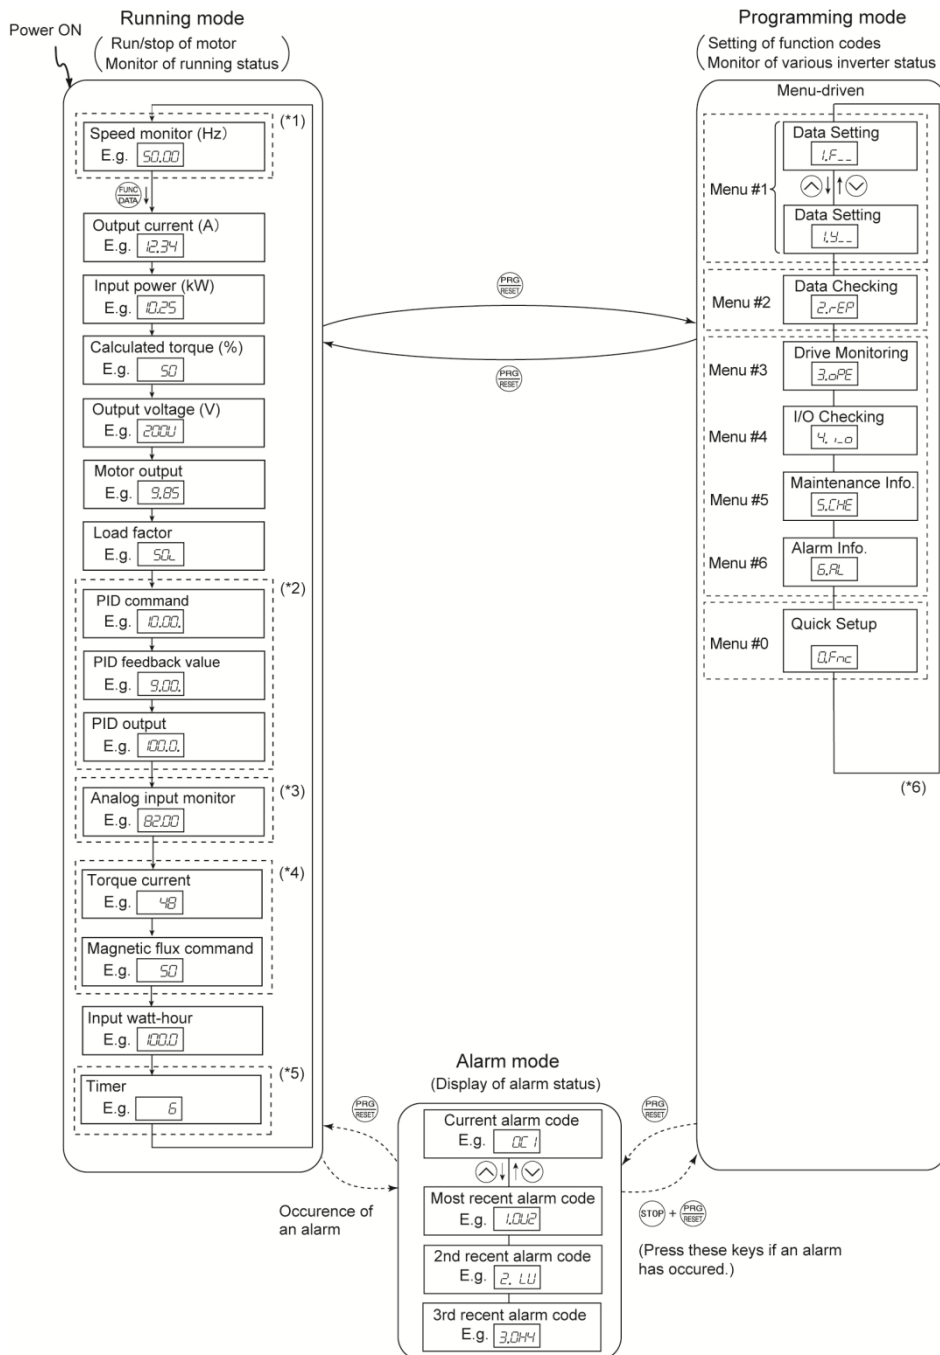 Power ON
Running mode
Run/stop of motor
Monitor of running status
(*1)
Speed monitor (Hz)
E.g. 50.00
FUNC
DATA
Output current (A)
E.g. 12.34
Input power (kW)
E.g. 10.25
Calculated torque (%)
E.g. 50
Output voltage (V)
E.g. 200U
Motor output
E.g. 9.85
Load factor
E.g. 50L
(*2)
PID command
E.g. 10.00.
PID feedback value
E.g. 9.00.
PID output
E.g. 100.0.
(*3)
Analog input monitor
E.g. 82.00
(*4)
Torque current
E.g. 48
Magnetic flux command
E.g. 50
Input watt-hour
E.g. 100.0
(*5)
Timer
E.g. 6
PRG
RESET
PRG
RESET
Programming mode
Setting of function codes
Monitor of various inverter status
Menu-driven
Menu #1
Data Setting
1.F__
Data Setting
1.y__
Menu #2
Data Checking
2.rEP
Menu #3
Drive Monitoring
3.oPE
Menu #4
I/O Checking
4.i_o
Menu #5
Maintenance Info.
5.CHE
Menu #6
Alarm Info.
6.AL
Menu #0
Quick Setup
0.Fnc
(*6)
Alarm mode
(Display of alarm status)
PRG
RESET
PRG
RESET
Current alarm code
E.g. 0C1
Most recent alarm code
E.g. 1.0U2
2nd recent alarm code
E.g. 2. LU
3rd recent alarm code
E.g. 3.0H4
Occurence of
an alarm
STOP + PRG
RESET
(Press these keys if an alarm
has occured.)